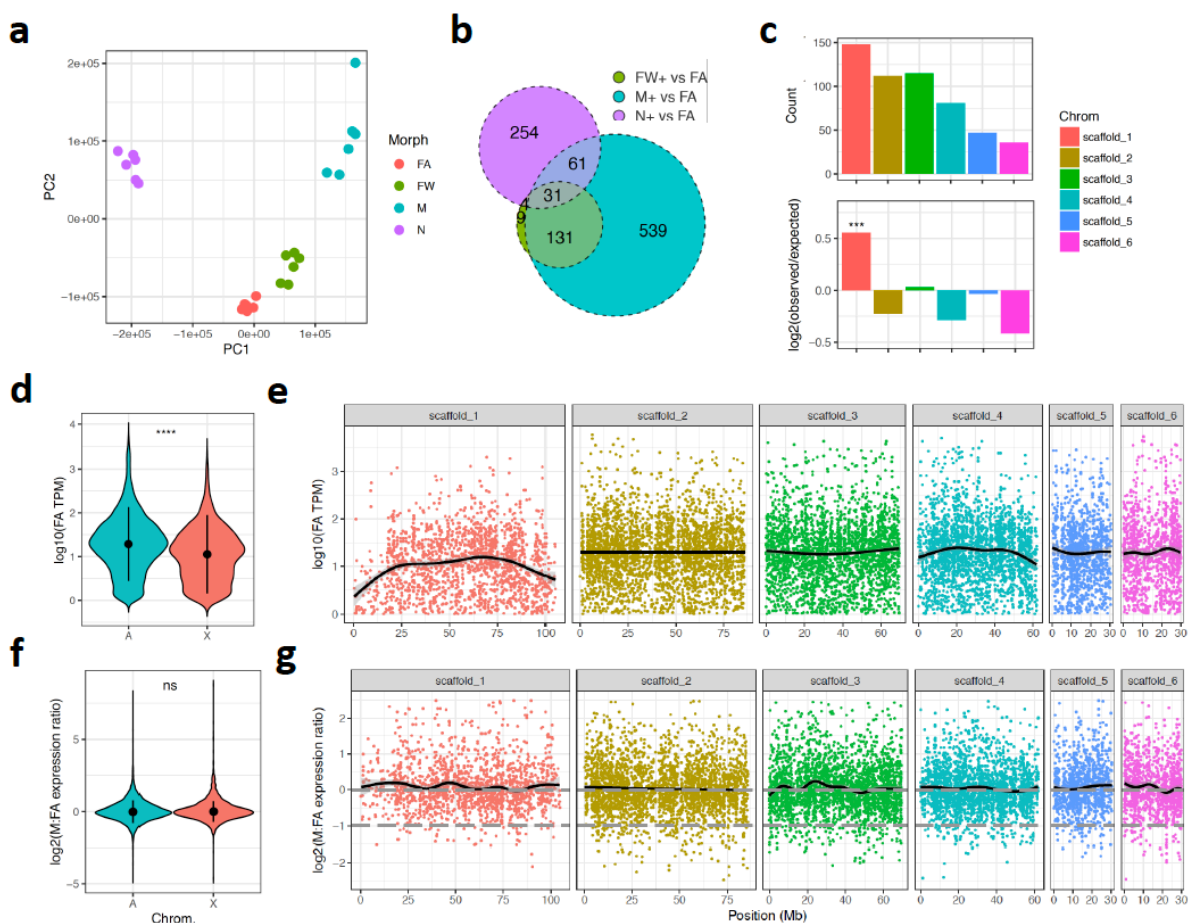 a
PC2
2e+05
1e+05
0e+00
−1e+05
−2e+05 −1e+05 0e+00 1e+05
PC1
Morph
FA
FW
M
N
b
FW+ vs FA
M+ vs FA
N+ vs FA
254
61
31
4
9
131
539
c
Count
150
100
50
0
log2(observed/expected)
0.5
0.0
−0.5
***
Chrom
scaffold_1
scaffold_2
scaffold_3
scaffold_4
scaffold_5
scaffold_6
d
log10(FA TPM)
4
3
2
1
0
****
A X
e
log10(FA TPM)
scaffold_1 scaffold_2 scaffold_3 scaffold_4 scaffold_5 scaffold_6
3
2
1
0
0 25 50 75 100 0 25 50 75 0 20 40 60 0 20 40 60 0 10 20 30 0 10 20 30
f
log2(M:FA expression ratio)
5
0
−5
ns
A X
Chrom.
g
log2(M:FA expression ratio)
scaffold_1 scaffold_2 scaffold_3 scaffold_4 scaffold_5 scaffold_6
2
1
0
−1
−2
0 25 50 75 100 0 25 50 75 0 20 40 60 0 20 40 60 0 10 20 30 0 10 20 30
Position (Mb)